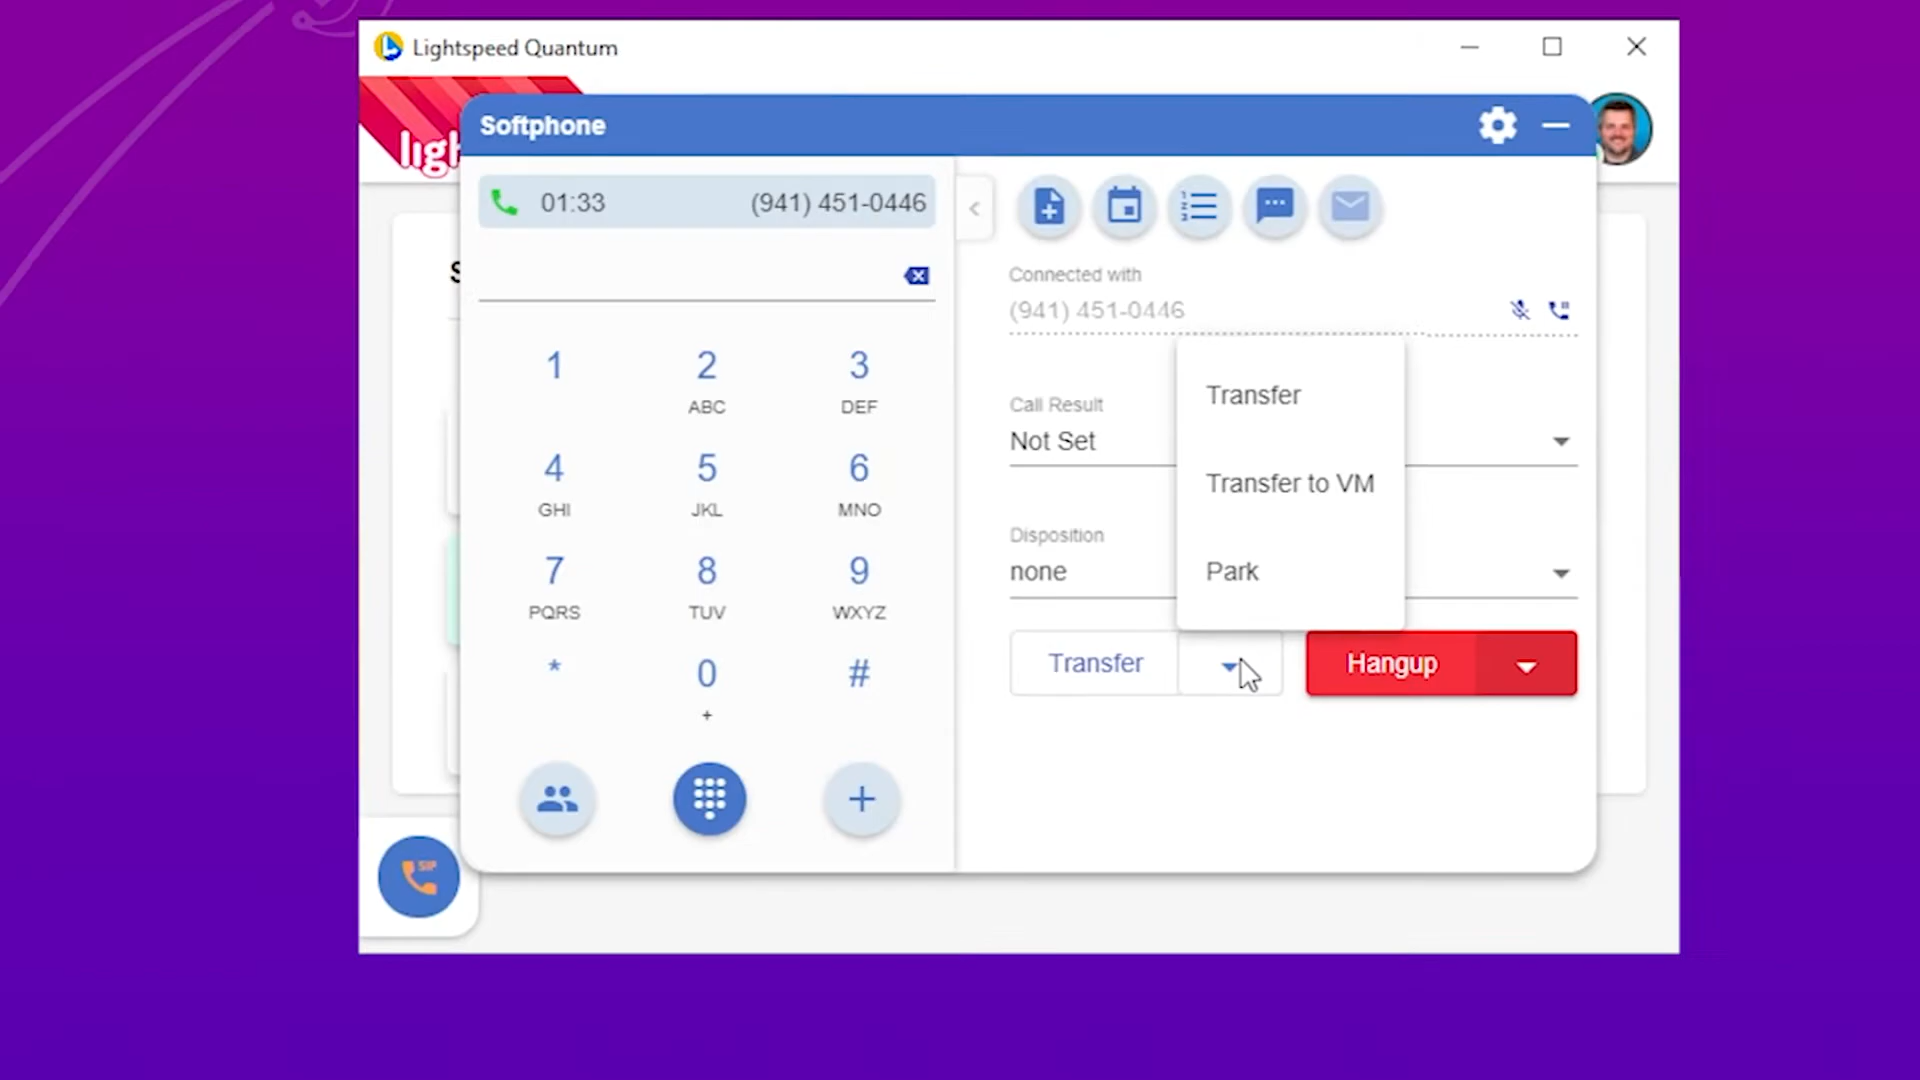 Lightspeed Quantum
ligh
Softphone
01:33 (941) 451-0446
Connected with
(941) 451-0446
Call Result
Not Set
Disposition
none
Transfer
Transfer to VM
Park
Transfer
Hangup
1
2
ABC
3
DEF
4
GHI
5
JKL
6
MNO
7
PQRS
8
TUV
9
WXYZ
*
0
+
#
SIP